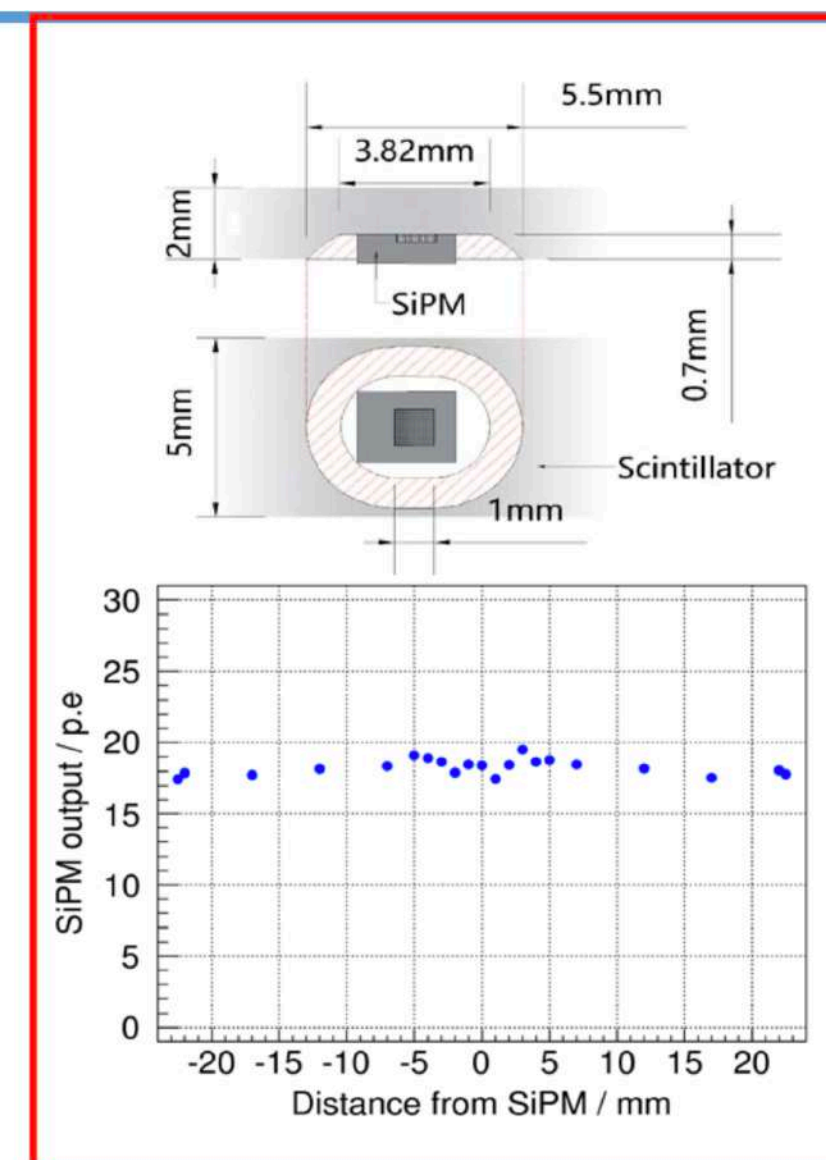 5.5mm
3.82mm
2mm
SiPM
0.7mm
5mm
Scintillator
1mm
30
25
20
15
10
5
0
SiPM output / p.e
-20 -15 -10 -5 0 5 10 15 20
Distance from SiPM / mm